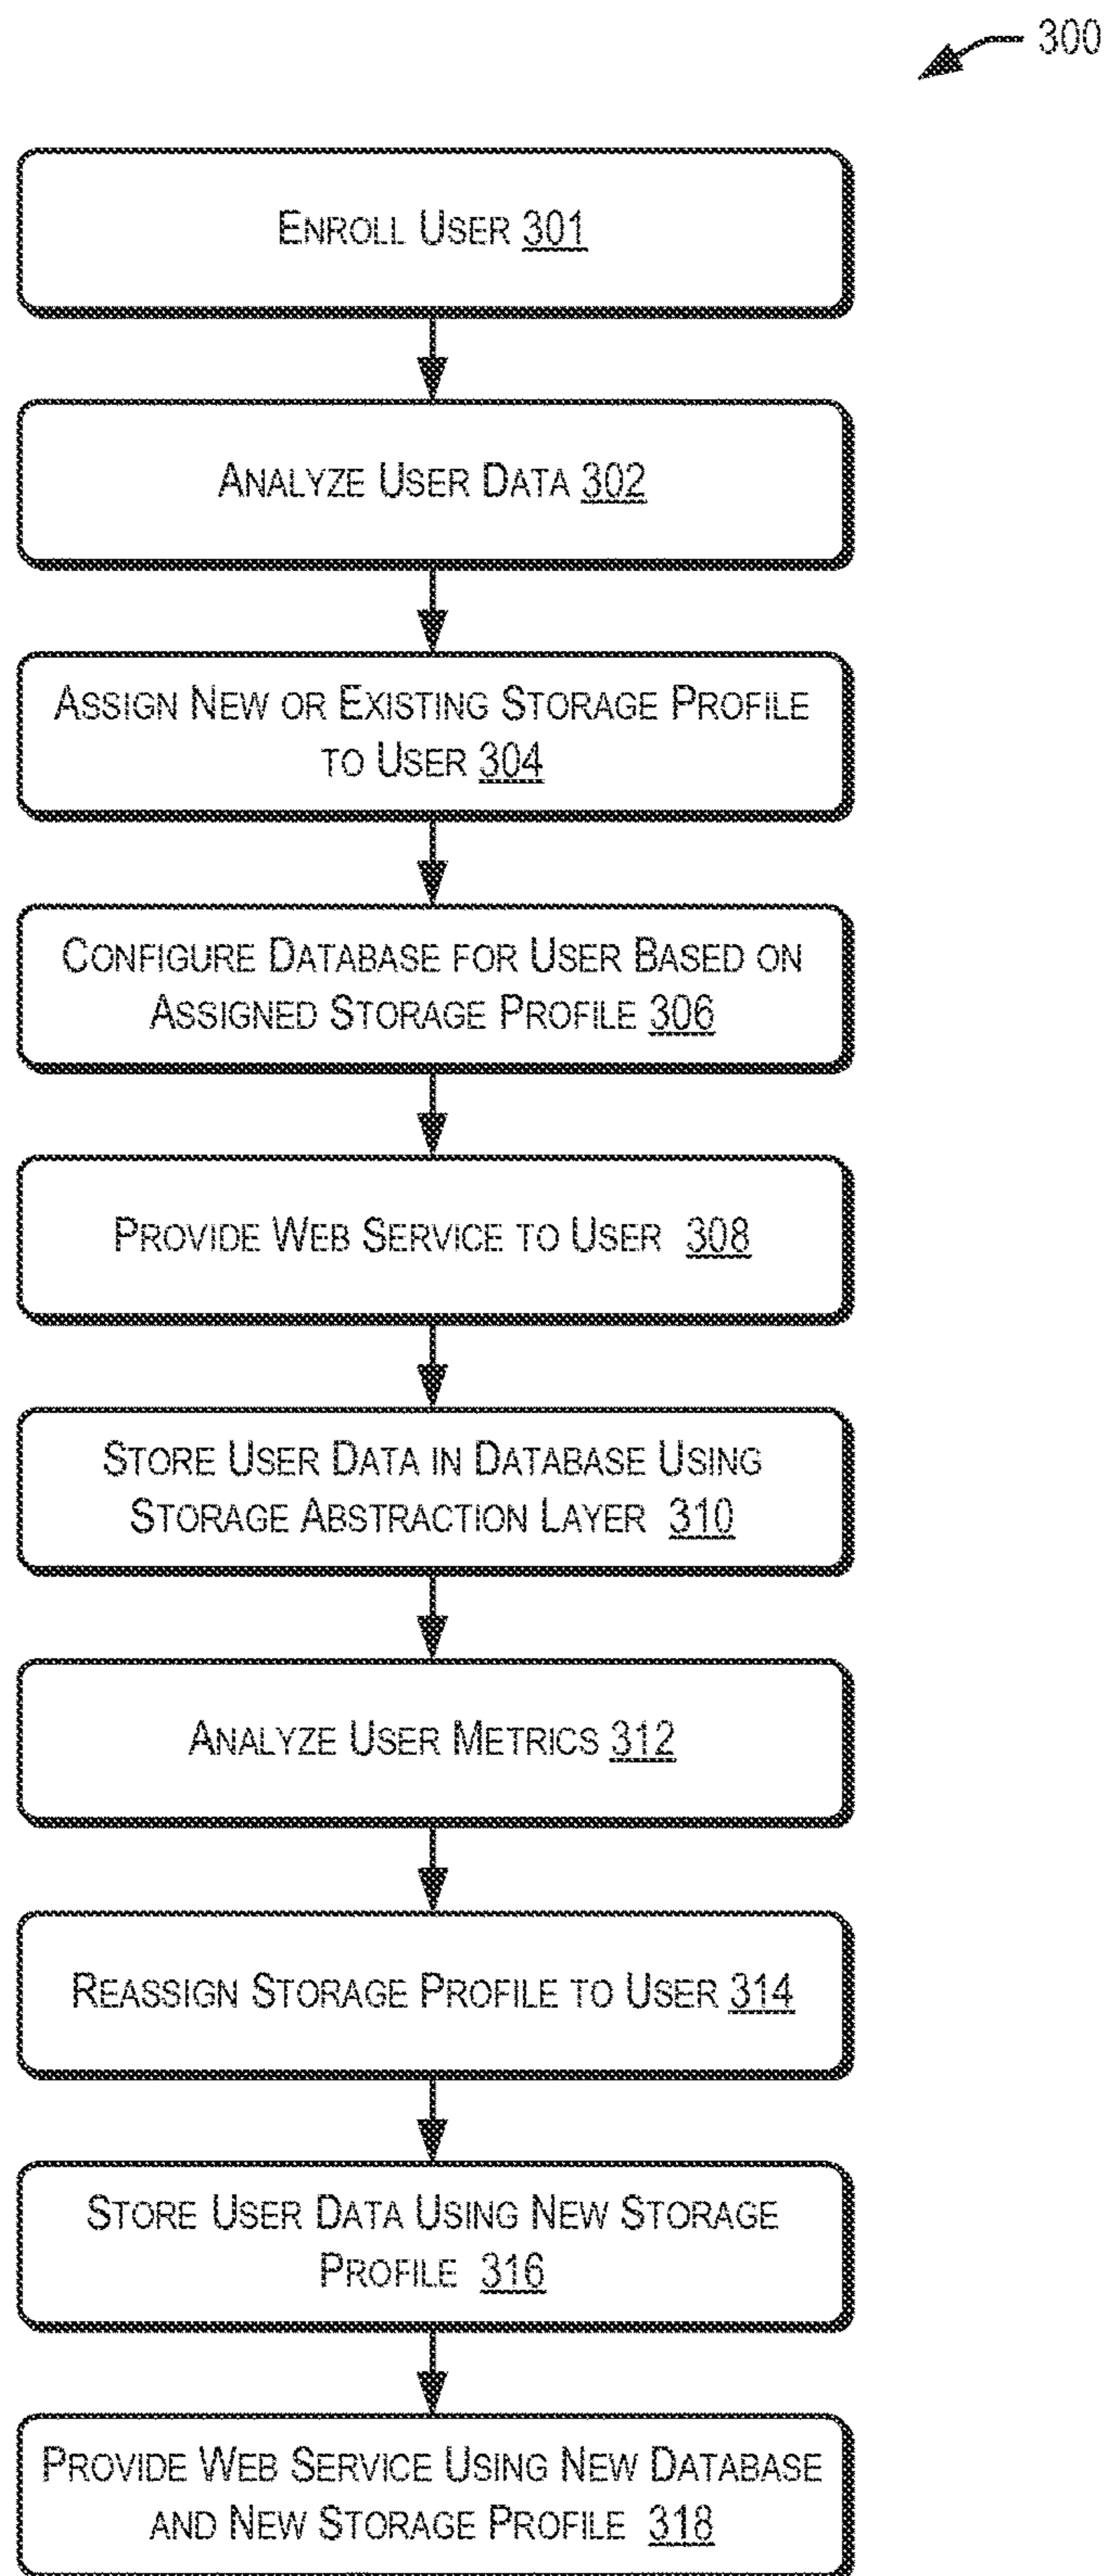 300
ENROLL USER 301
ANALYZE USER DATA 302
ASSIGN NEW OR EXISTING STORAGE PROFILE
TO USER 304
CONFIGURE DATABASE FOR USER BASED ON
ASSIGNED STORAGE PROFILE 306
PROVIDE WEB SERVICE TO USER 308
STORE USER DATA IN DATABASE USING
STORAGE ABSTRACTION LAYER 310
ANALYZE USER METRICS 312
REASSIGN STORAGE PROFILE TO USER 314
STORE USER DATA USING NEW STORAGE
PROFILE 316
PROVIDE WEB SERVICE USING NEW DATABASE
AND NEW STORAGE PROFILE 318